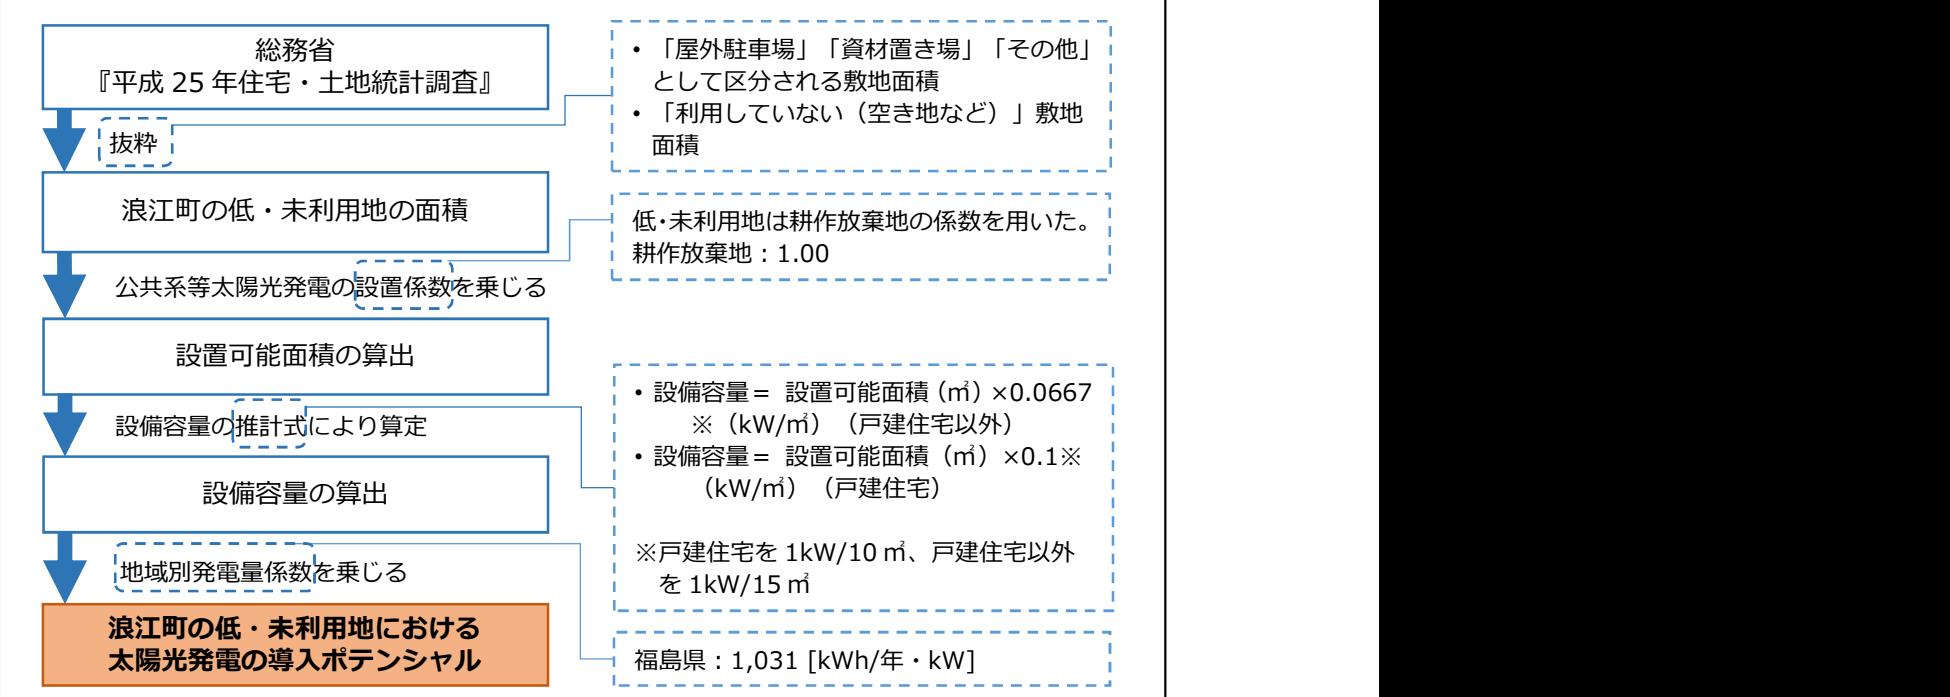 総務省
『平成 25 年住宅・土地統計調査』
抜粋
浪江町の低・未利用地の面積
公共系等太陽光発電の設置係数を乗じる
設置可能面積の算出
設備容量の推計式により算定
設備容量の算出
地域別発電量係数を乗じる
浪江町の低・未利用地における
太陽光発電の導入ポテンシャル
• 「屋外駐車場」「資材置き場」「その他」
として区分される敷地面積
• 「利用していない（空き地など）」敷地
面積
低・未利用地は耕作放棄地の係数を用いた。
耕作放棄地：1.00
• 設備容量＝ 設置可能面積（㎡）×0.0667
※（kW/㎡）（戸建住宅以外）
• 設備容量＝ 設置可能面積（㎡）×0.1※
（kW/㎡）（戸建住宅）
※戸建住宅を 1kW/10 ㎡、戸建住宅以外
を 1kW/15 ㎡
福島県：1,031 [kWh/年・kW]